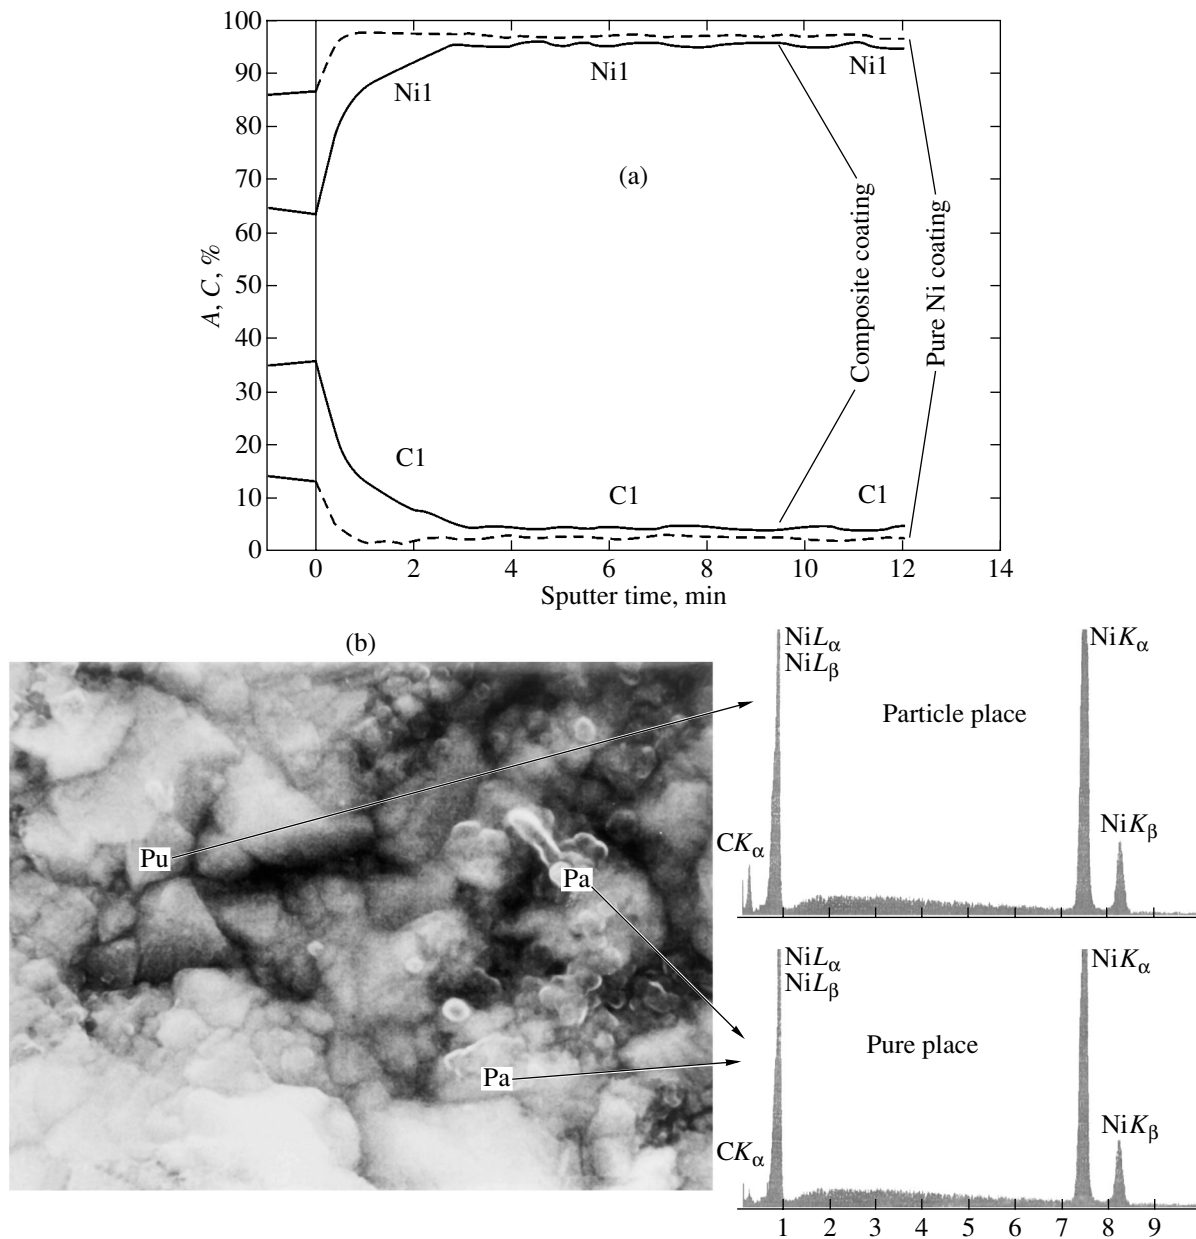 100
90
80
70
60
50
40
30
20
10
0
A, C, %
Ni1
Ni1
Ni1
(a)
C1
C1
C1
Composite coating
Pure Ni coating
0 2 4 6 8 10 12 14
Sputter time, min
(b)
Pu
Pa
Pa
NiLα
NiLβ
NiKα
Particle place
CKα
NiKβ
NiLα
NiLβ
NiKα
Pure place
CKα
NiKβ
1 2 3 4 5 6 7 8 9